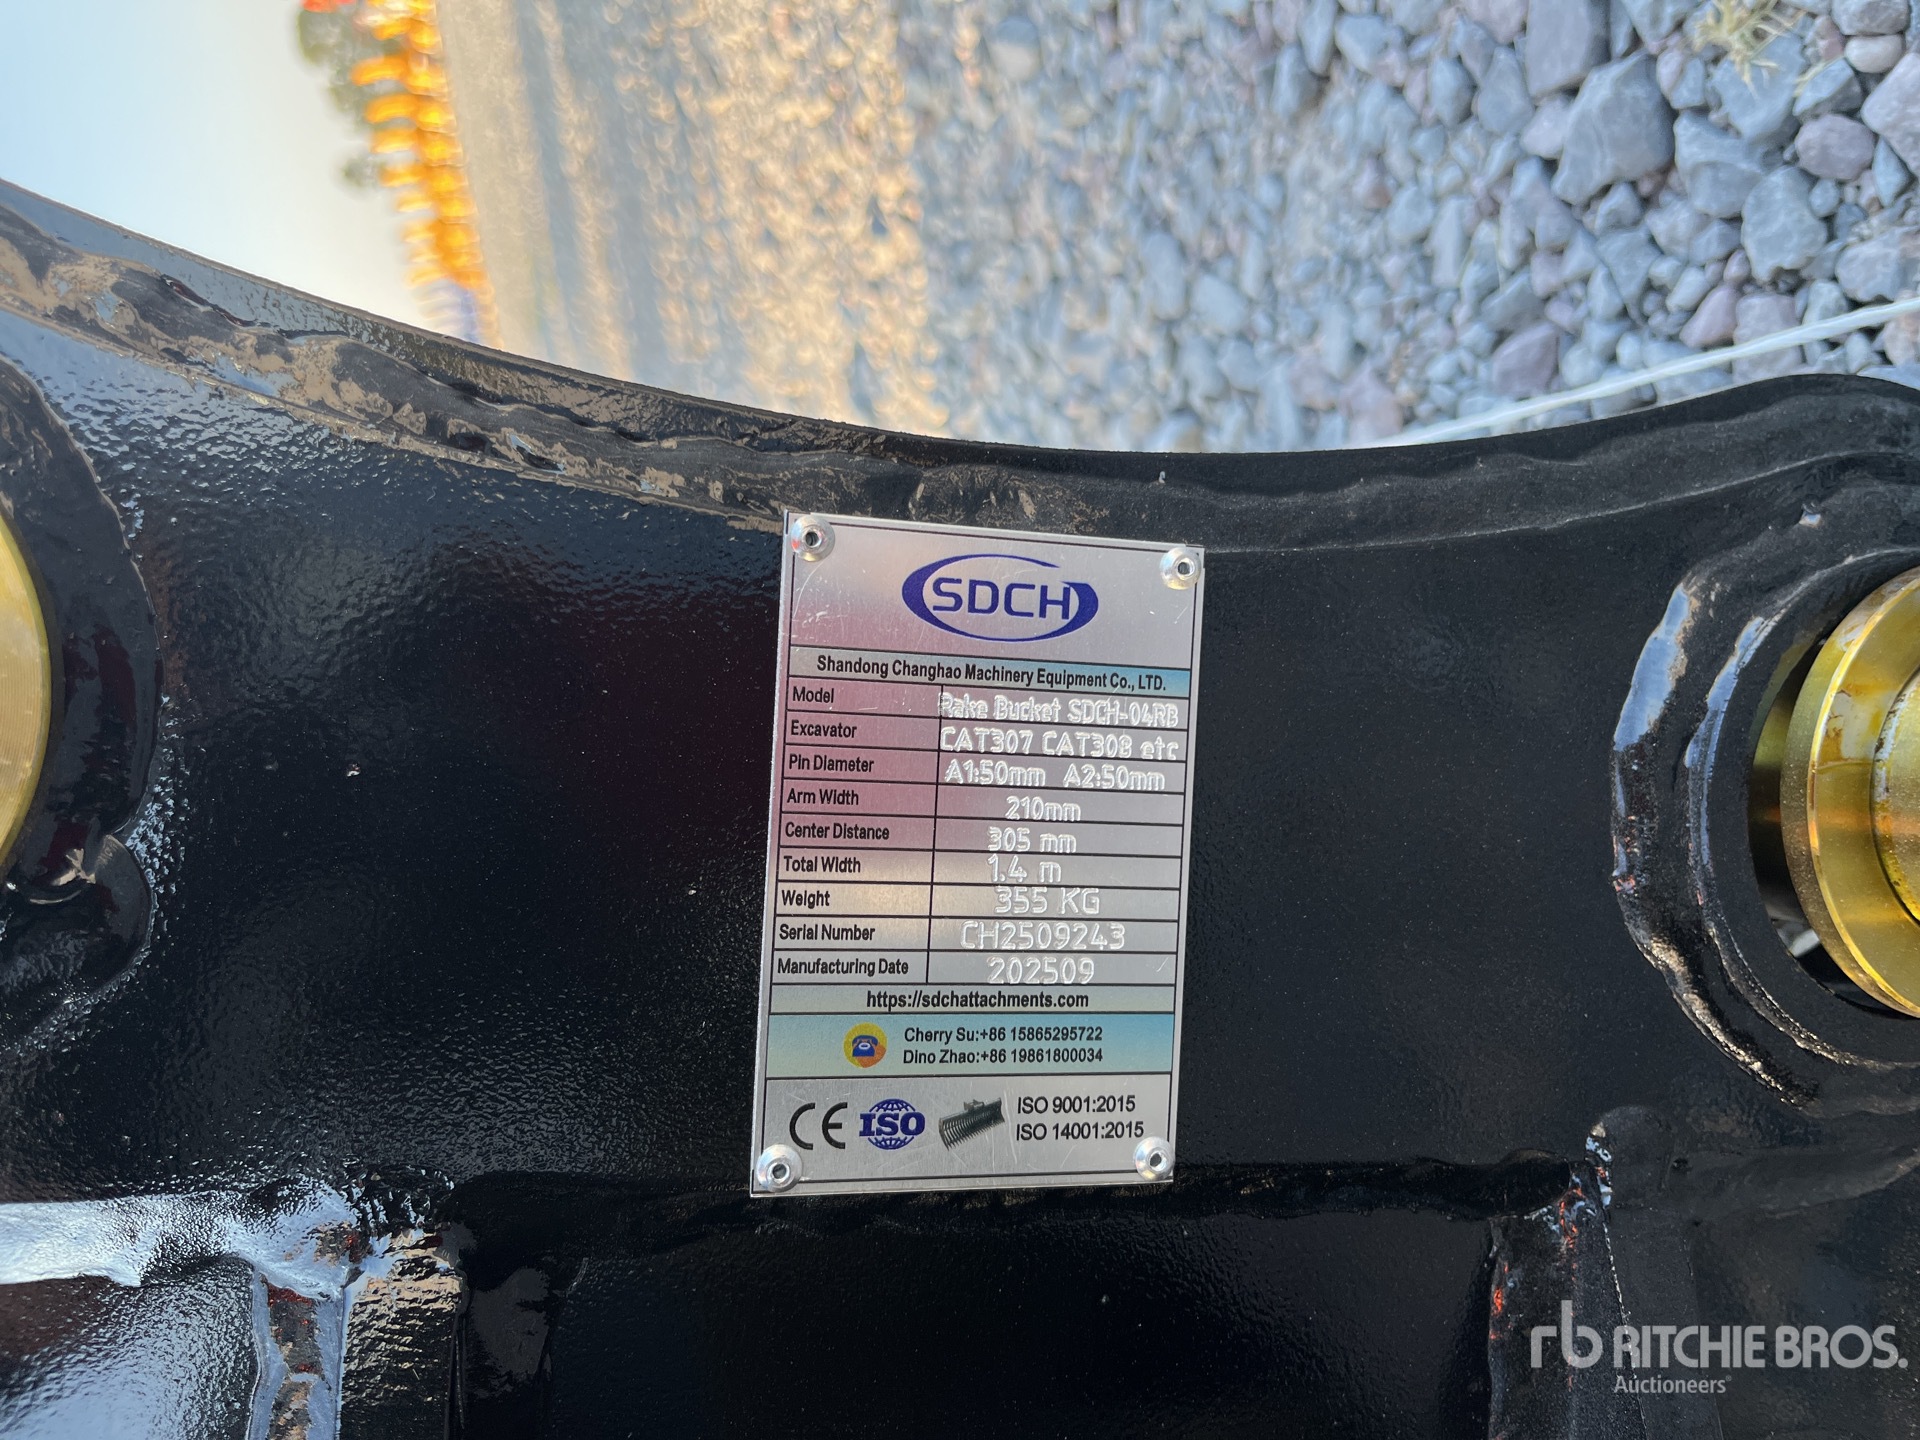 SDCH
Shandong Changhao Machinery Equipment Co., LTD.
Model Rake Bucket SDCH-04RB
Excavator CAT307 CAT308 etc
Pin Diameter A1:50mm A2:50mm
Arm Width 210mm
Center Distance 305 mm
Total Width 1.4 m
Weight 355 KG
Serial Number CH2509243
Manufacturing Date 202509
https://sdchattachments.com
Cherry Su:+86 15865295722
Dino Zhao:+86 19861800034
CE ISO ISO 9001:2015
ISO 14001:2015
rb RITCHIE BROS.
Auctioneers